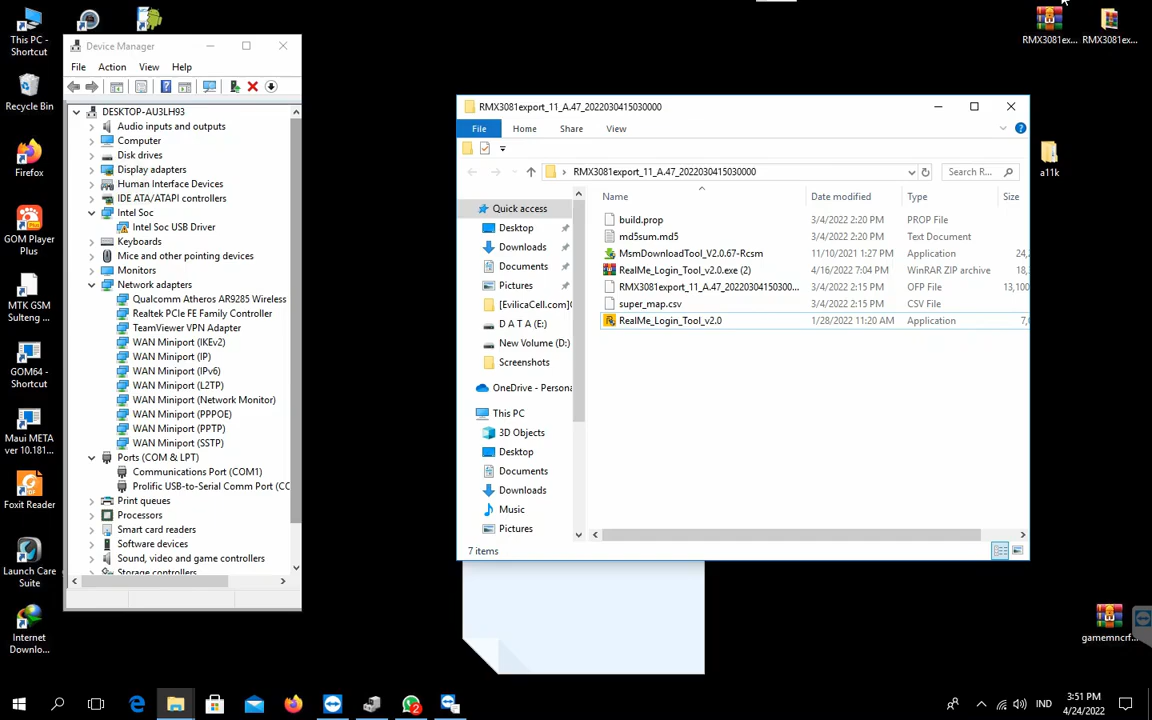 This PC - Shortcut
Recycle Bin
Firefox
GOM Player Plus
MTK GSM Sulteng ...
GOM64 - Shortcut
Maui META ver 10.181...
Foxit Reader
Launch Care Suite
Internet Downlo...
Device Manager
File Action View Help
DESKTOP-AU3LH93
Audio inputs and outputs
Computer
Disk drives
Display adapters
Human Interface Devices
IDE ATA/ATAPI controllers
Intel Soc
Intel Soc USB Driver
Keyboards
Mice and other pointing devices
Monitors
Network adapters
Qualcomm Atheros AR9285 Wireless
Realtek PCIe FE Family Controller
TeamViewer VPN Adapter
WAN Miniport (IKEv2)
WAN Miniport (IP)
WAN Miniport (IPv6)
WAN Miniport (L2TP)
WAN Miniport (Network Monitor)
WAN Miniport (PPPOE)
WAN Miniport (PPTP)
WAN Miniport (SSTP)
Ports (COM & LPT)
Communications Port (COM1)
Prolific USB-to-Serial Comm Port (CC
Print queues
Processors
Smart card readers
Software devices
Sound, video and game controllers
Storage controllers
RMX3081export_11_A.47_2022030415030000
File Home Share View
RMX3081export_11_A.47_2022030415030000
Search R...
Quick access
Desktop
Downloads
Documents
Pictures
[EvilicaCell.com]
D A T A (E:)
New Volume (D:)
Screenshots
OneDrive - Persona
This PC
3D Objects
Desktop
Documents
Downloads
Music
Pictures
Name Date modified Type Size
build.prop 3/4/2022 2:20 PM PROP File
md5sum.md5 3/4/2022 2:20 PM Text Document
MsmDownloadTool_V2.0.67-Rcsm 11/10/2021 1:27 PM Application 24,
RealMe_Login_Tool_v2.0.exe (2) 4/16/2022 7:04 PM WinRAR ZIP archive 18,
RMX3081export_11_A.47_20220304150300... 3/4/2022 2:15 PM OFP File 13,100
super_map.csv 3/4/2022 2:15 PM CSV File
RealMe_Login_Tool_v2.0 1/28/2022 11:20 AM Application 7,0
7 items
RMX3081ex...
RMX3081ex...
a11k
gamemncrf...
2
IND
3:51 PM
4/24/2022